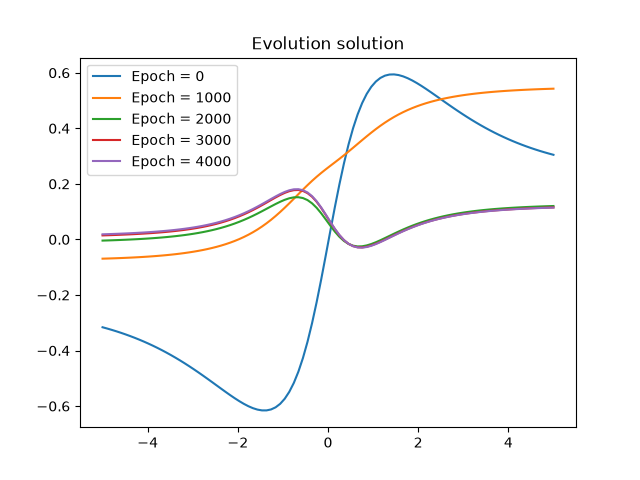 Evolution solution
Epoch = 0
Epoch = 1000
Epoch = 2000
Epoch = 3000
Epoch = 4000
0.6
0.4
0.2
0.0
−0.2
−0.4
−0.6
−4 −2 0 2 4